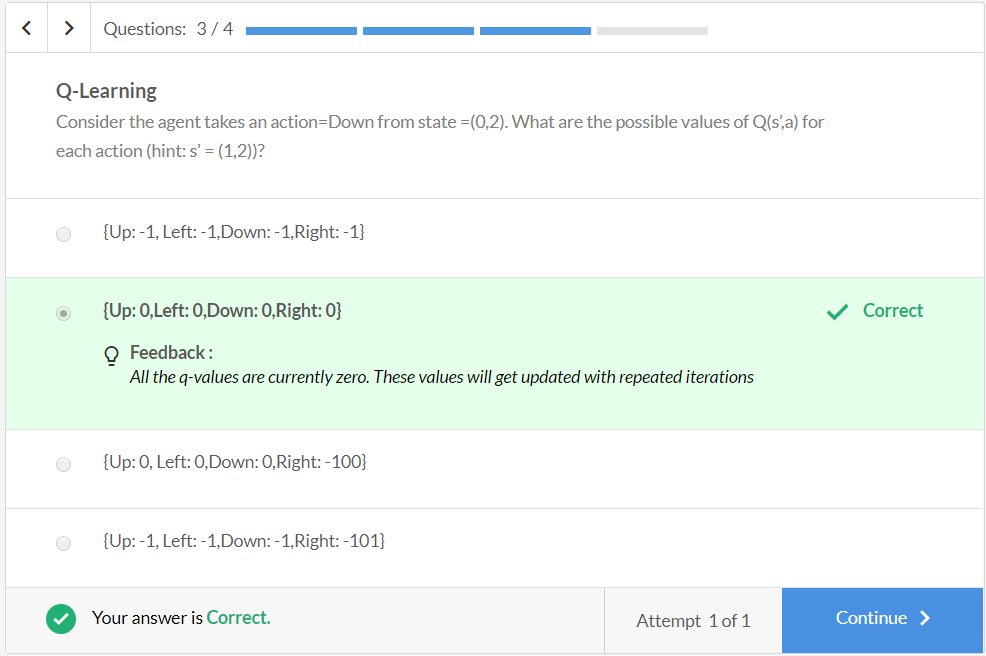 Questions: 3 / 4
Q-Learning
Consider the agent takes an action=Down from state =(0,2). What are the possible values of Q(s’,a) for
each action (hint: s’ = (1,2))?
{Up: -1, Left: -1,Down: -1,Right: -1}
{Up: 0,Left: 0,Down: 0,Right: 0}
Correct
Feedback :
All the q-values are currently zero. These values will get updated with repeated iterations
{Up: 0, Left: 0,Down: 0,Right: -100}
{Up: -1, Left: -1,Down: -1,Right: -101}
Your answer is Correct.
Attempt 1 of 1
Continue